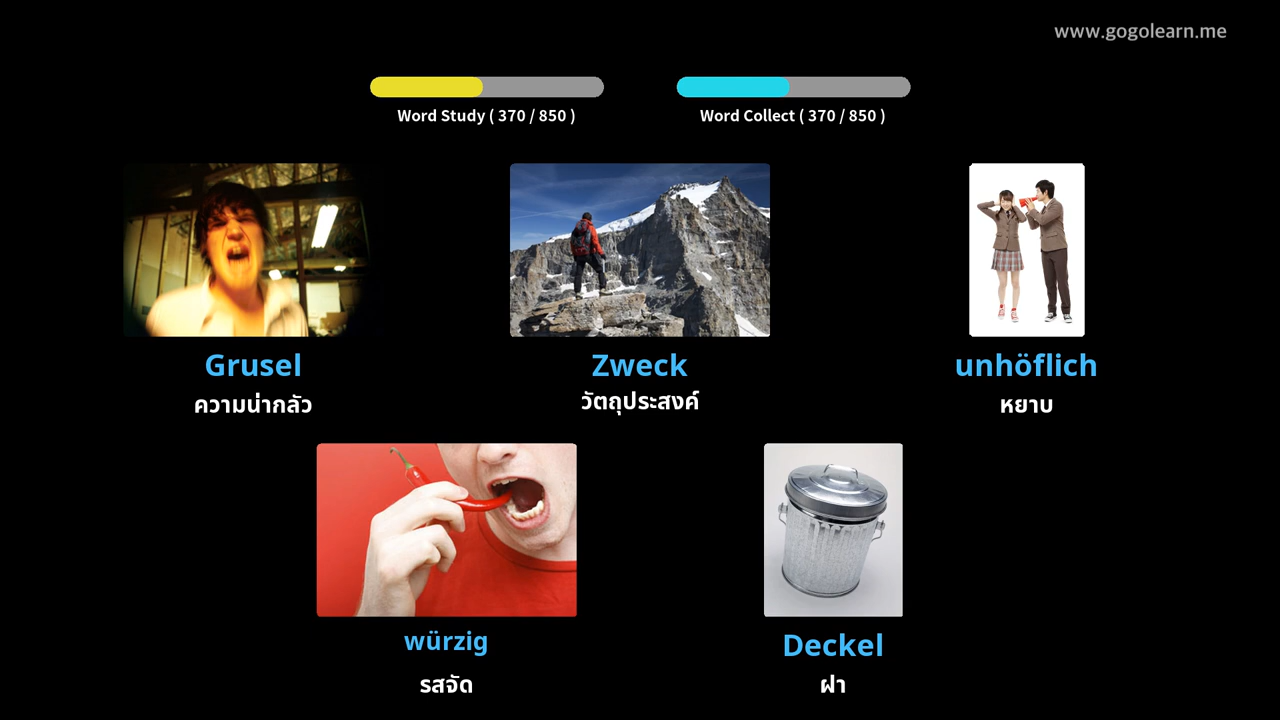 www.gogolearn.me
Word Study ( 370 / 850 )
Word Collect ( 370 / 850 )
Grusel
ความน่ากลัว
Zweck
วัตถุประสงค์
unhöflich
หยาบ
würzig
รสจัด
Deckel
ฝา